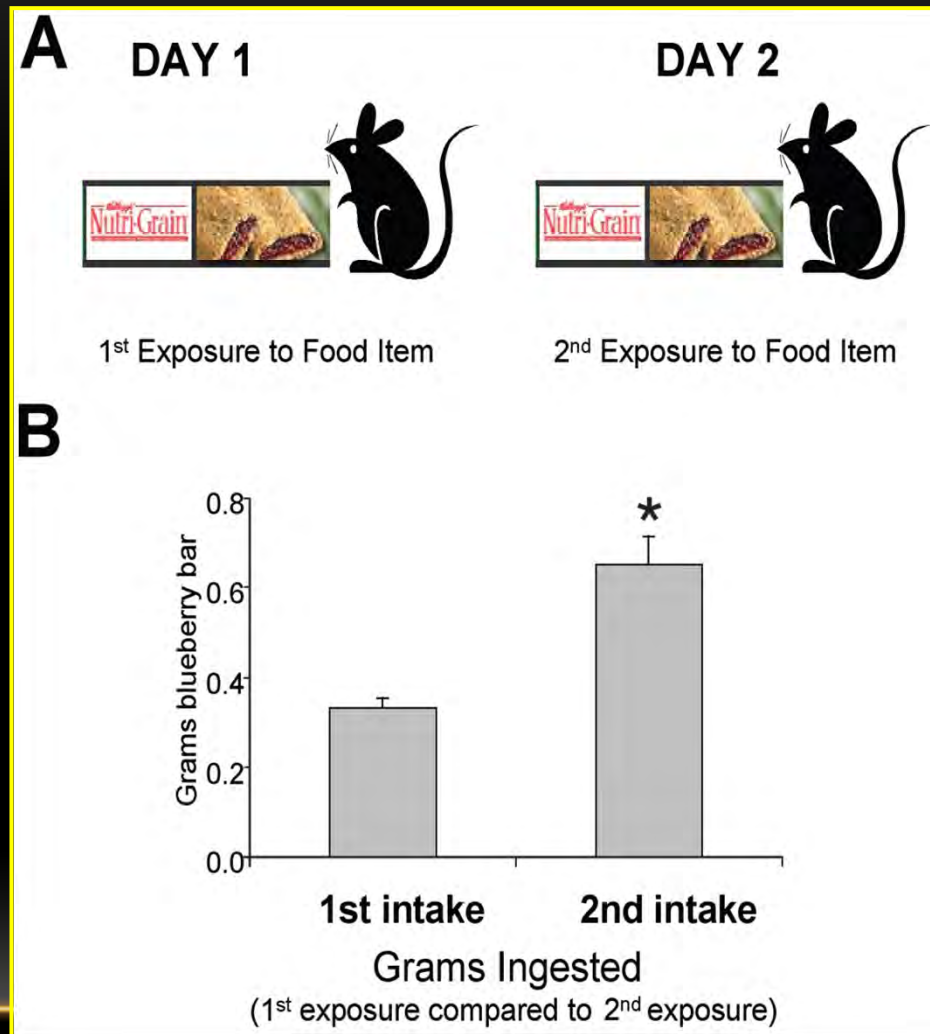 A
DAY 1
DAY 2
Kellogg's
Nutri-Grain
Kellogg's
Nutri-Grain
1st Exposure to Food Item
2nd Exposure to Food Item
B
0.8
0.6
0.4
0.2
0.0
Grams blueberry bar
*
1st intake
2nd intake
Grams Ingested
(1st exposure compared to 2nd exposure)